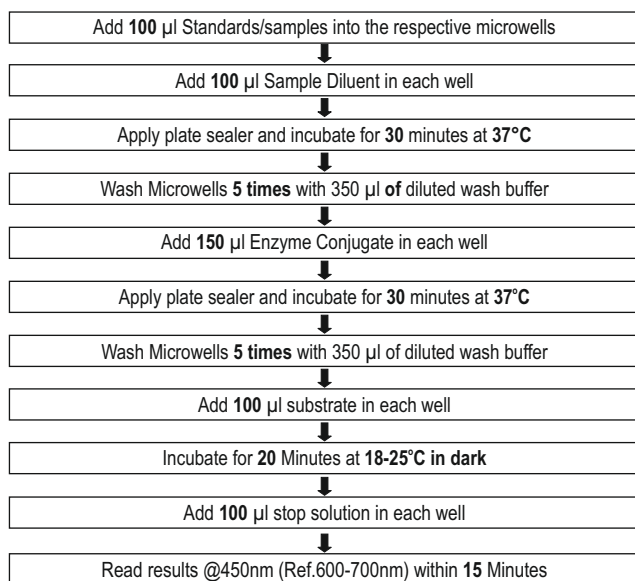 Add 100 µl Standards/samples into the respective microwells
Add 100 µl Sample Diluent in each well
Apply plate sealer and incubate for 30 minutes at 37°C
Wash Microwells 5 times with 350 µl of diluted wash buffer
Add 150 µl Enzyme Conjugate in each well
Apply plate sealer and incubate for 30 minutes at 37°C
Wash Microwells 5 times with 350 µl of diluted wash buffer
Add 100 µl substrate in each well
Incubate for 20 Minutes at 18-25°C in dark
Add 100 µl stop solution in each well
Read results @450nm (Ref.600-700nm) within 15 Minutes